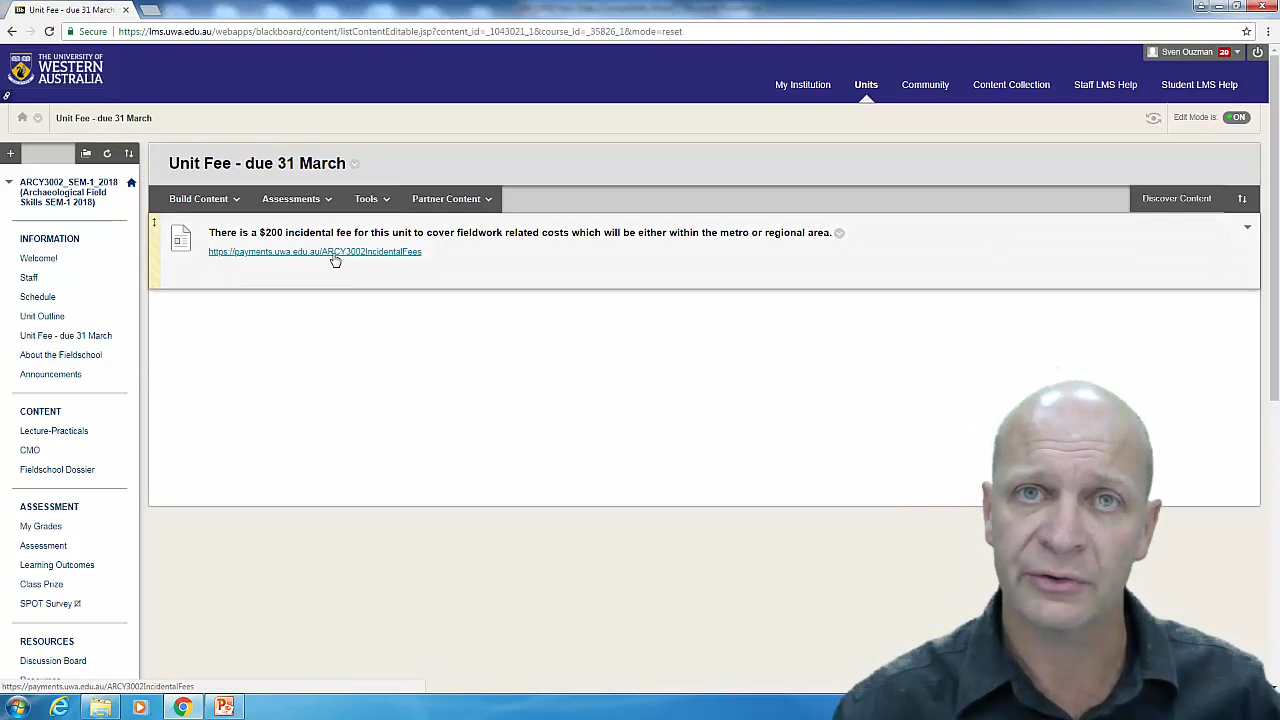 Unit Fee - due 31 March
Secure
https://lms.uwa.edu.au/webapps/blackboard/content/listContentEditable.jsp?content_id=_1043021_1&course_id=_35826_1&mode=reset
THE UNIVERSITY OF
WESTERN
AUSTRALIA
Sven Ouzman 20
My Institution
Units
Community
Content Collection
Staff LMS Help
Student LMS Help
Unit Fee - due 31 March
Edit Mode is: ON
ARCY3002_SEM-1_2018
(Archaeological Field
Skills SEM-1 2018)
INFORMATION
Welcome!
Staff
Schedule
Unit Outline
Unit Fee - due 31 March
About the Fieldschool
Announcements
CONTENT
Lecture-Practicals
CMO
Fieldschool Dossier
ASSESSMENT
My Grades
Assessment
Learning Outcomes
Class Prize
SPOT Survey
RESOURCES
Discussion Board
Unit Fee - due 31 March
Build Content
Assessments
Tools
Partner Content
Discover Content
There is a $200 incidental fee for this unit to cover fieldwork related costs which will be either within the metro or regional area.
https://payments.uwa.edu.au/ARCY3002IncidentalFees
https://payments.uwa.edu.au/ARCY3002IncidentalFees